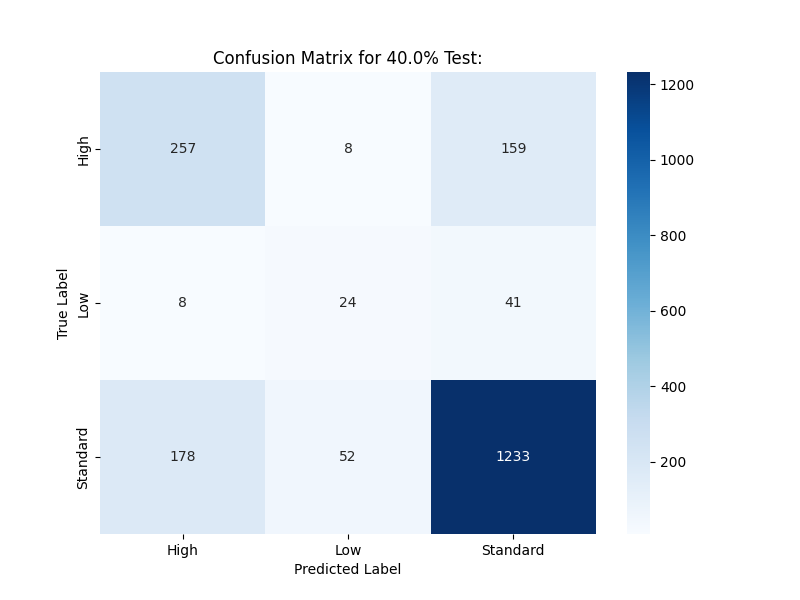 Confusion Matrix for 40.0% Test:
True Label
High
257
8
159
Low
8
24
41
Standard
178
52
1233
High
Low
Standard
Predicted Label
1200
1000
800
600
400
200